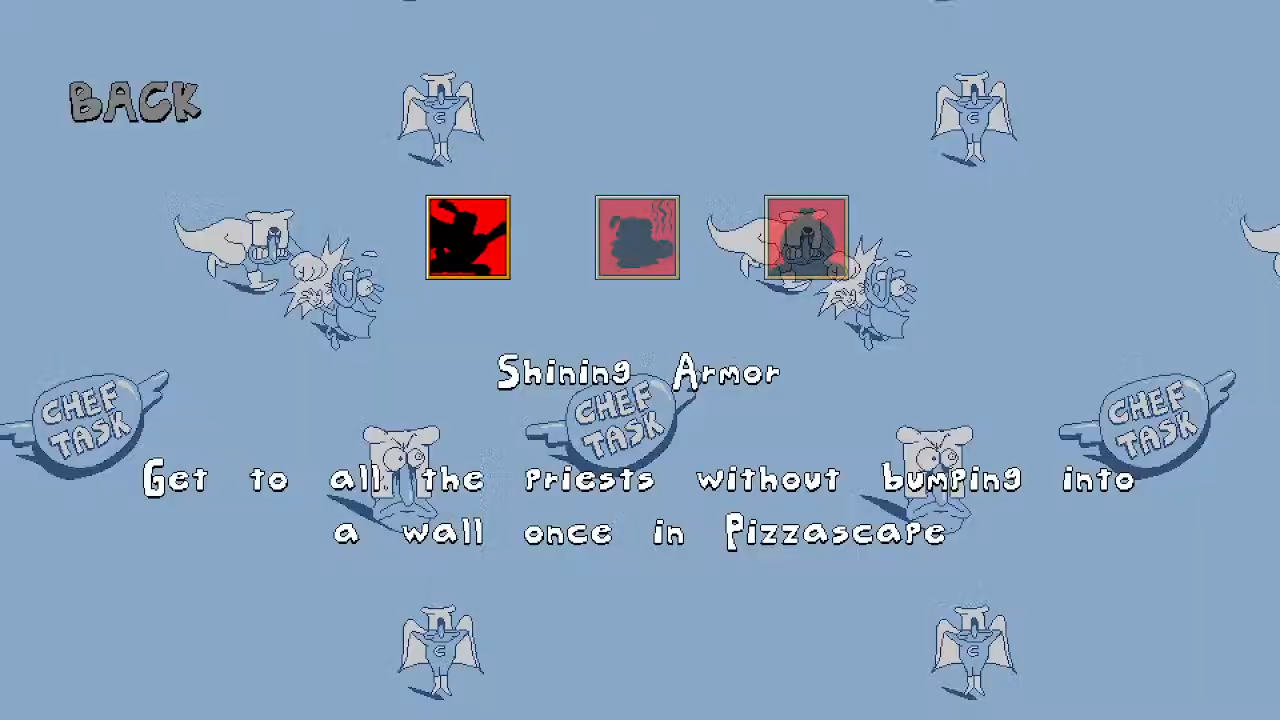 BACK
Shining Armor
CHEF TASK
CHEF TASK
CHEF TASK
Get to all the priests without bumping into
a wall once in Pizzascape